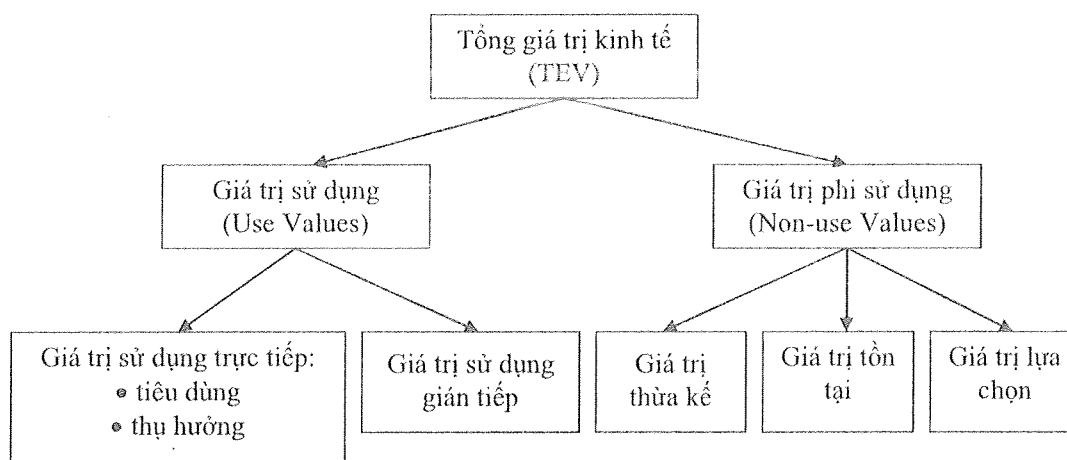 Tổng giá trị kinh tế
(TEV)
Giá trị sử dụng
(Use Values)
Giá trị phi sử dụng
(Non-use Values)
Giá trị sử dụng trực tiếp:
• tiêu dùng
• thụ hưởng
Giá trị sử dụng
gián tiếp
Giá trị
thừa kế
Giá trị tồn
tại
Giá trị lựa
chọn